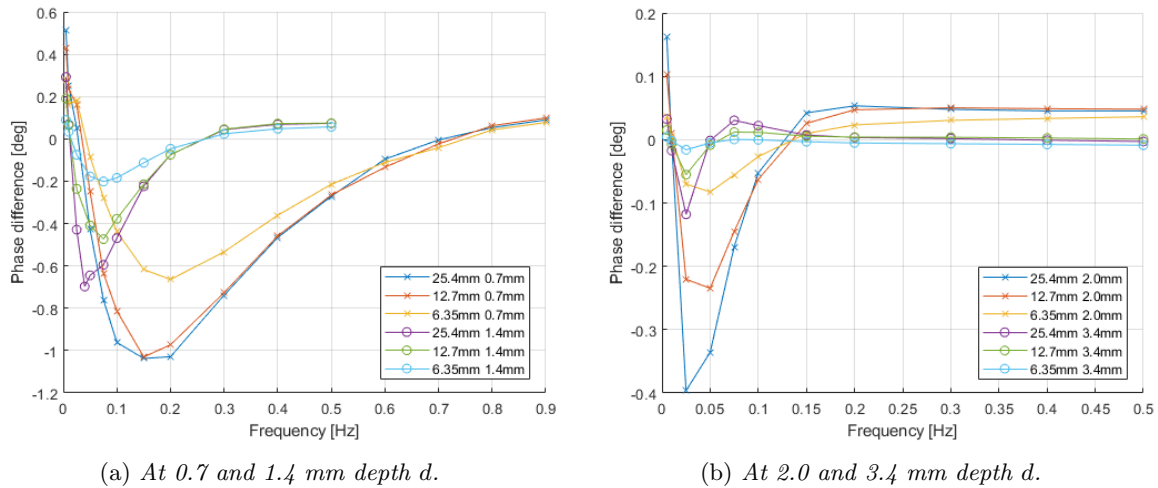 0.6
0.4
0.2
0
-0.2
-0.4
-0.6
-0.8
-1
-1.2
Phase difference [deg]
0 0.1 0.2 0.3 0.4 0.5 0.6 0.7 0.8 0.9
Frequency [Hz]
25.4mm 0.7mm
12.7mm 0.7mm
6.35mm 0.7mm
25.4mm 1.4mm
12.7mm 1.4mm
6.35mm 1.4mm
(a) At 0.7 and 1.4 mm depth d.
0.2
0.1
0
-0.1
-0.2
-0.3
-0.4
Phase difference [deg]
0 0.05 0.1 0.15 0.2 0.25 0.3 0.35 0.4 0.45 0.5
Frequency [Hz]
25.4mm 2.0mm
12.7mm 2.0mm
6.35mm 2.0mm
25.4mm 3.4mm
12.7mm 3.4mm
6.35mm 3.4mm
(b) At 2.0 and 3.4 mm depth d.